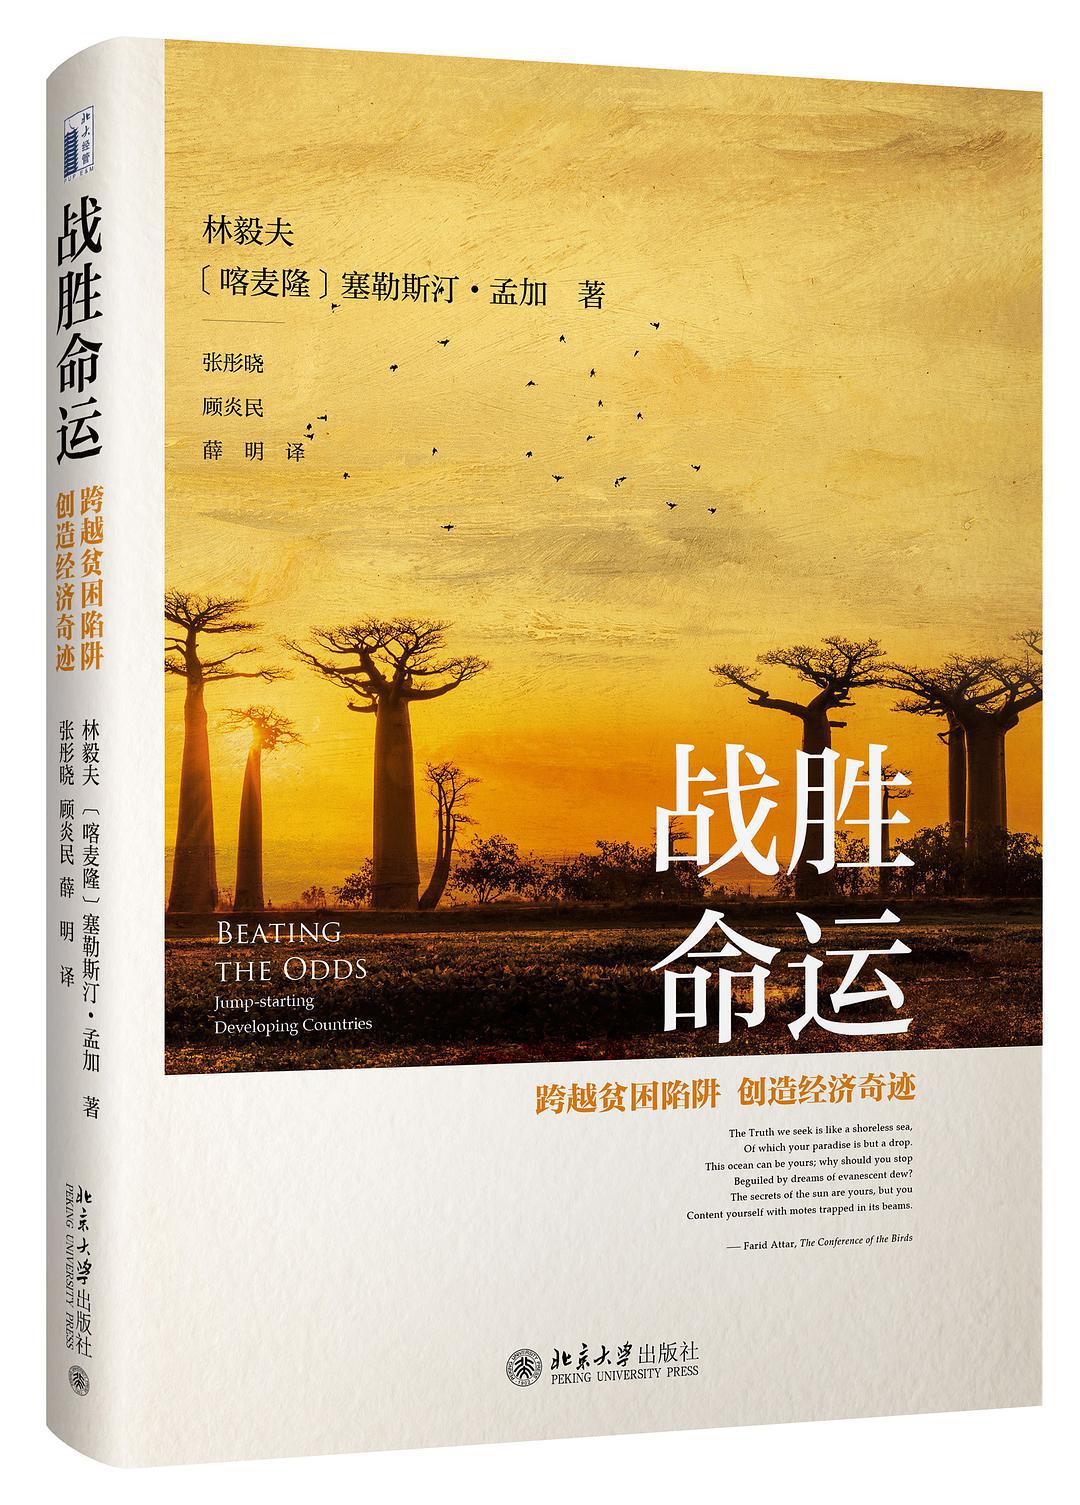 北大经管
PUP E&M
战胜命运
跨越贫困陷阱
创造经济奇迹
林毅夫〔喀麦隆〕塞勒斯汀·孟加 著
张彤晓 顾炎民 薛 明 译
北京大学出版社
PEKING UNIVERSITY PRESS
林毅夫
〔喀麦隆〕塞勒斯汀·孟加 著
张彤晓
顾炎民
薛 明 译
战胜
命运
BEATING
THE ODDS
Jump-starting
Developing Countries
跨越贫困陷阱 创造经济奇迹
The Truth we seek is like a shoreless sea,
Of which your paradise is but a drop.
This ocean can be yours; why should you stop
Beguiled by dreams of evanescent dew?
The secrets of the sun are yours, but you
Content yourself with motes trapped in its beams.
—— Farid Attar, The Conference of the Birds
北京大学出版社
PEKING UNIVERSITY PRESS